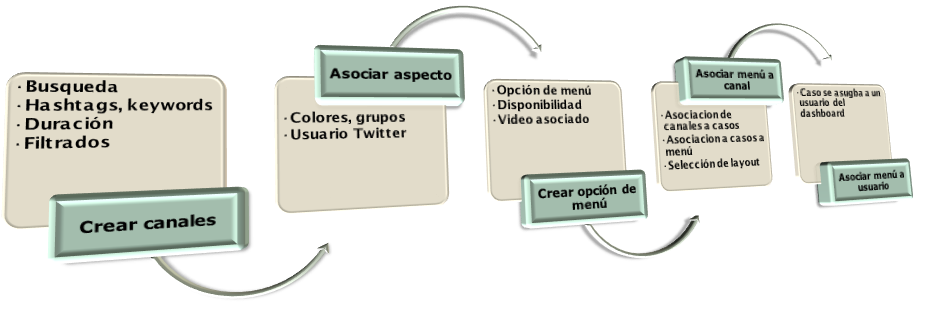 · Busqueda
· Hashtags, keywords
· Duración
· Filtrados
Crear canales
Asociar aspecto
· Colores, grupos
· Usuario Twitter
· Opción de menú
· Disponibilidad
· Video asociado
Crear opción de
menú
Asociar menú a
canal
· Asociacion de
canales a casos
· Asociacion a casos a
menú
· Selección de layout
· Caso se asugba a un
usuario del
dashboard
Asociar menú a
usuario